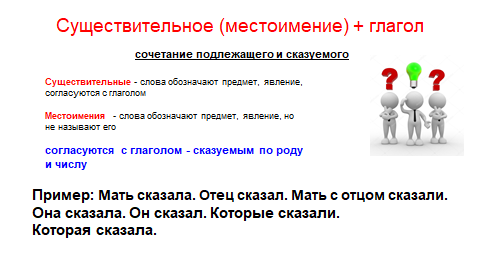 Существительное (местоимение) + глагол
сочетание подлежащего и сказуемого
Существительные - слова обозначают предмет, явление,
согласуются с глаголом
Местоимения - слова обозначают предмет, явление, но
не называют его
согласуются с глаголом - сказуемым по роду
и числу
Пример: Мать сказала. Отец сказал. Мать с отцом сказали.
Она сказала. Он сказал. Которые сказали.
Которая сказала.